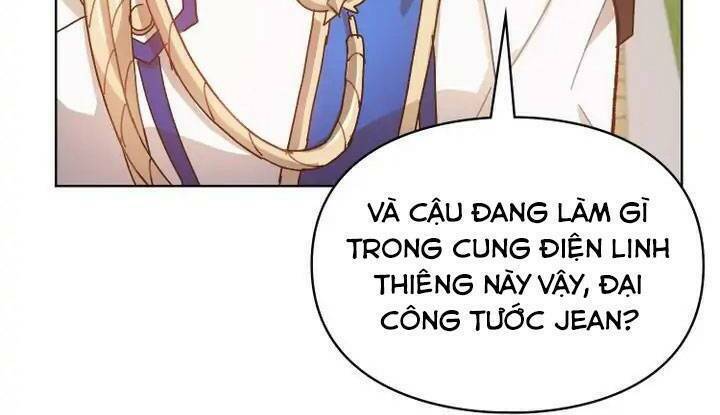 VÀ CẬU ĐANG LÀM GÌ
TRONG CUNG ĐIỆN LINH
THIÊNG NÀY VẬY, ĐẠI
CÔNG TƯỚC JEAN?